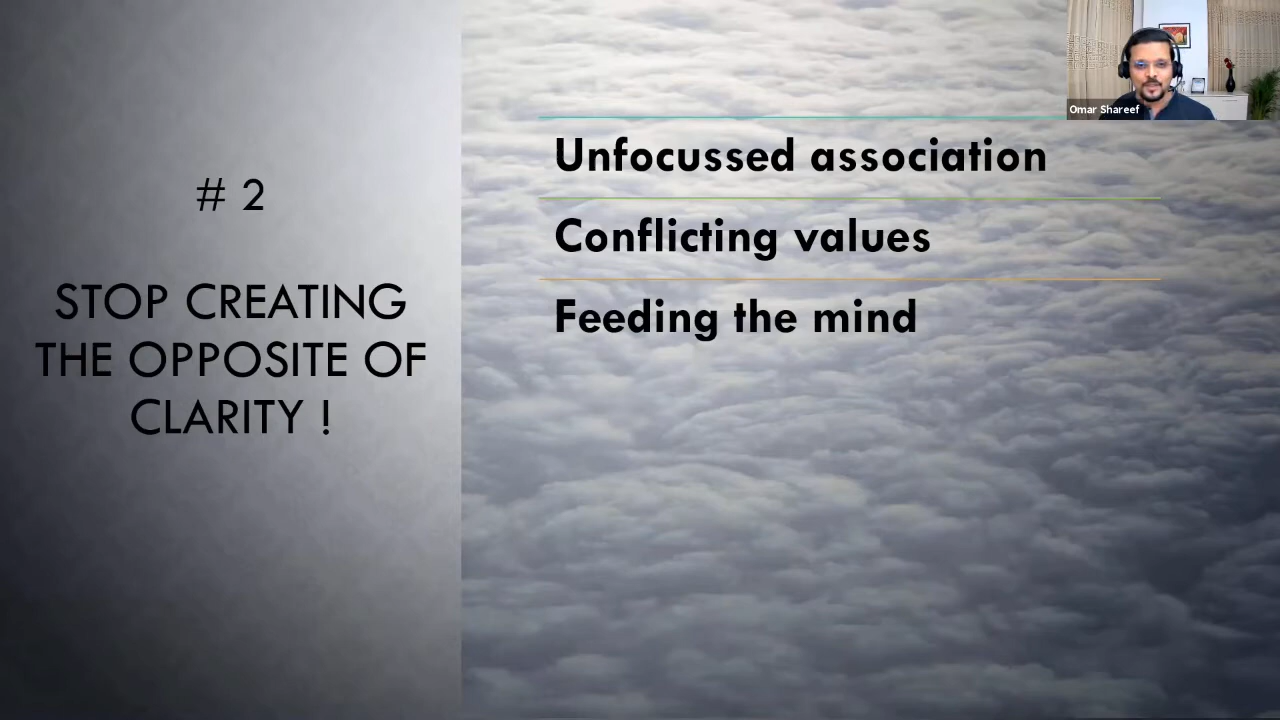 # 2
STOP CREATING
THE OPPOSITE OF
CLARITY !
Unfocussed association
Conflicting values
Feeding the mind
Omar Shareef